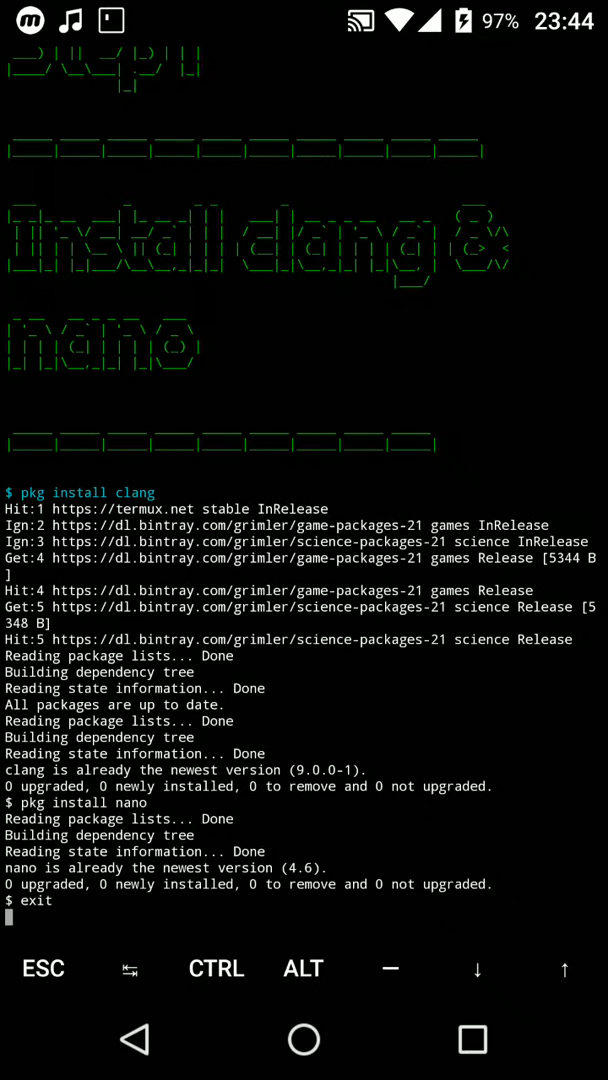 97% 23:44
Install clang &
nano
$ pkg install clang
Hit:1 https://termux.net stable InRelease
Ign:2 https://dl.bintray.com/grimler/game-packages-21 games InRelease
Ign:3 https://dl.bintray.com/grimler/science-packages-21 science InRelease
Get:4 https://dl.bintray.com/grimler/game-packages-21 games Release [5344 B
]
Hit:4 https://dl.bintray.com/grimler/game-packages-21 games Release
Get:5 https://dl.bintray.com/grimler/science-packages-21 science Release [5
348 B]
Hit:5 https://dl.bintray.com/grimler/science-packages-21 science Release
Reading package lists... Done
Building dependency tree
Reading state information... Done
All packages are up to date.
Reading package lists... Done
Building dependency tree
Reading state information... Done
clang is already the newest version (9.0.0-1).
0 upgraded, 0 newly installed, 0 to remove and 0 not upgraded.
$ pkg install nano
Reading package lists... Done
Building dependency tree
Reading state information... Done
nano is already the newest version (4.6).
0 upgraded, 0 newly installed, 0 to remove and 0 not upgraded.
$ exit
ESC ↹ CTRL ALT — ↓ ↑